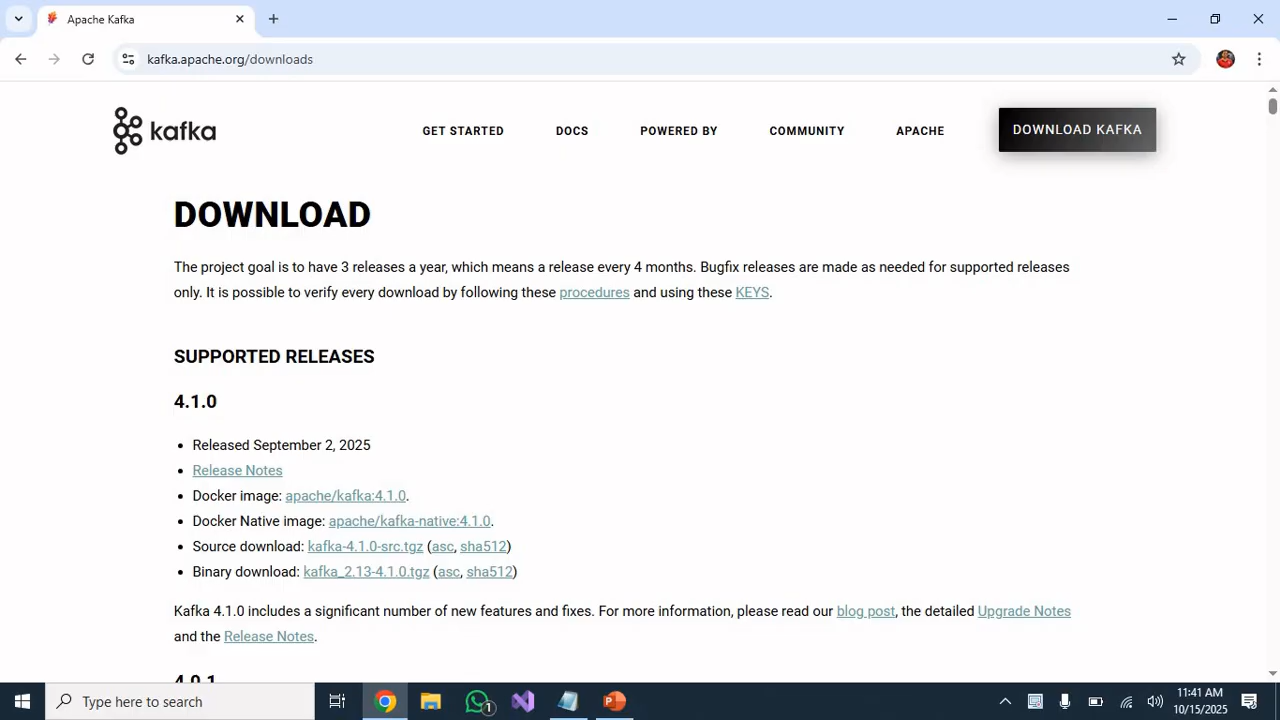 Apache Kafka
kafka.apache.org/downloads
kafka
GET STARTED
DOCS
POWERED BY
COMMUNITY
APACHE
DOWNLOAD KAFKA
DOWNLOAD
The project goal is to have 3 releases a year, which means a release every 4 months. Bugfix releases are made as needed for supported releases
only. It is possible to verify every download by following these procedures and using these KEYS.
SUPPORTED RELEASES
4.1.0
• Released September 2, 2025
• Release Notes
• Docker image: apache/kafka:4.1.0.
• Docker Native image: apache/kafka-native:4.1.0.
• Source download: kafka-4.1.0-src.tgz (asc, sha512)
• Binary download: kafka_2.13-4.1.0.tgz (asc, sha512)
Kafka 4.1.0 includes a significant number of new features and fixes. For more information, please read our blog post, the detailed Upgrade Notes
and the Release Notes.
4.0.1
Type here to search
1
11:41 AM
10/15/2025